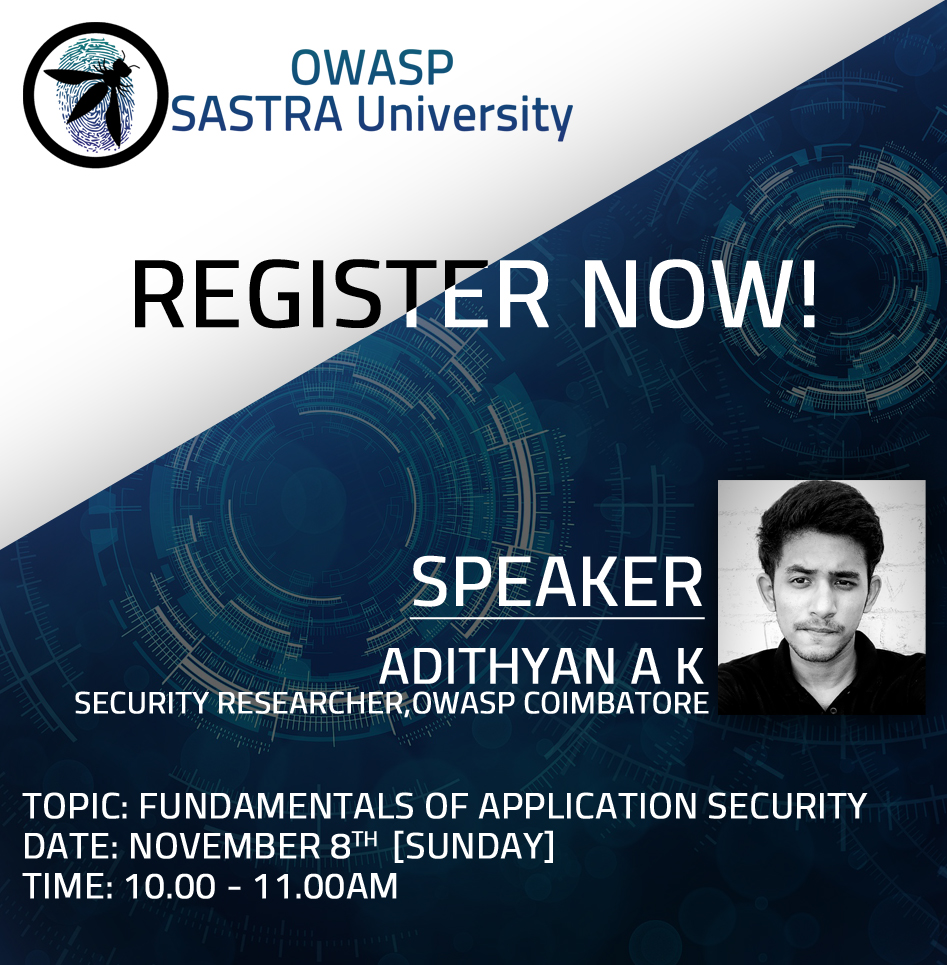 OWASP
SASTRA University
REGISTER NOW!
SPEAKER
ADITHYAN A K
SECURITY RESEARCHER,OWASP COIMBATORE
TOPIC: FUNDAMENTALS OF APPLICATION SECURITY
DATE: NOVEMBER 8TH [SUNDAY]
TIME: 10.00 - 11.00AM